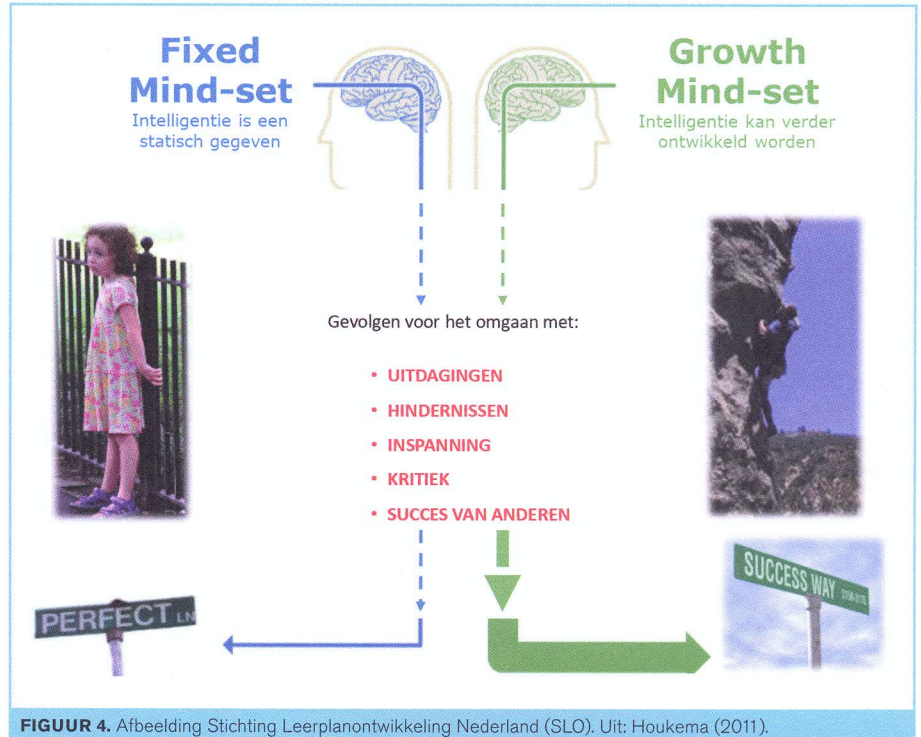 Fixed
Mind-set
Intelligentie is een
statisch gegeven
Growth
Mind-set
Intelligentie kan verder
ontwikkeld worden
Gevolgen voor het omgaan met:
• UITDAGINGEN
• HINDERNISSEN
• INSPANNING
• KRITIEK
• SUCCES VAN ANDEREN
PERFECT LN
SUCCESS WAY
FIGUUR 4. Afbeelding Stichting Leerplanontwikkeling Nederland (SLO). Uit: Houkema (2011).